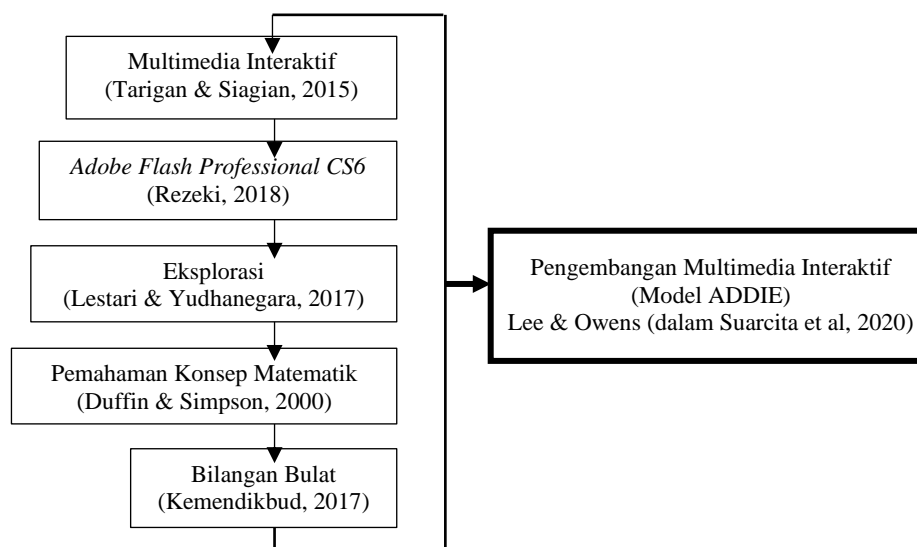 Multimedia Interaktif
(Tarigan & Siagian, 2015)
Adobe Flash Professional CS6
(Rezeki, 2018)
Eksplorasi
(Lestari & Yudhanegara, 2017)
Pemahaman Konsep Matematik
(Duffin & Simpson, 2000)
Bilangan Bulat
(Kemendikbud, 2017)
Pengembangan Multimedia Interaktif
(Model ADDIE)
Lee & Owens (dalam Suarcita et al, 2020)